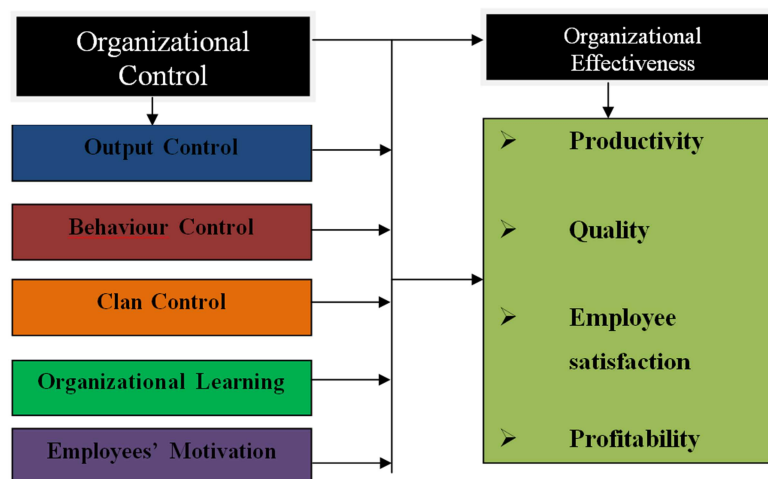 Organizational
Control
Output Control
Behaviour Control
Clan Control
Organizational Learning
Employees' Motivation
Organizational
Effectiveness
➢ Productivity
➢ Quality
➢ Employee
satisfaction
➢ Profitability